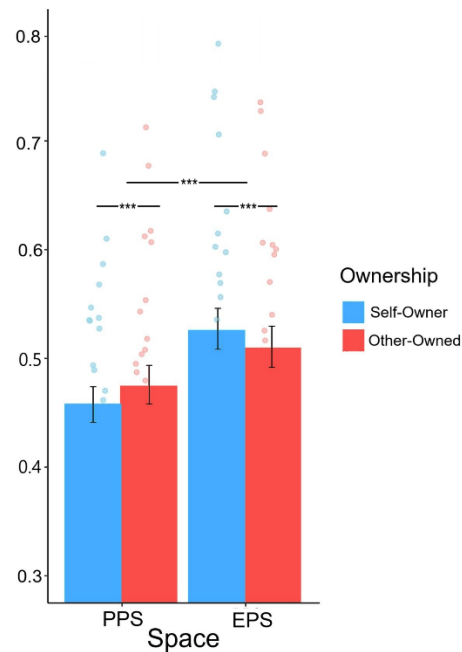 0.8
0.7
***
***
***
0.6
Ownership
Self-Owner
Other-Owned
0.5
0.4
0.3
PPS
EPS
Space